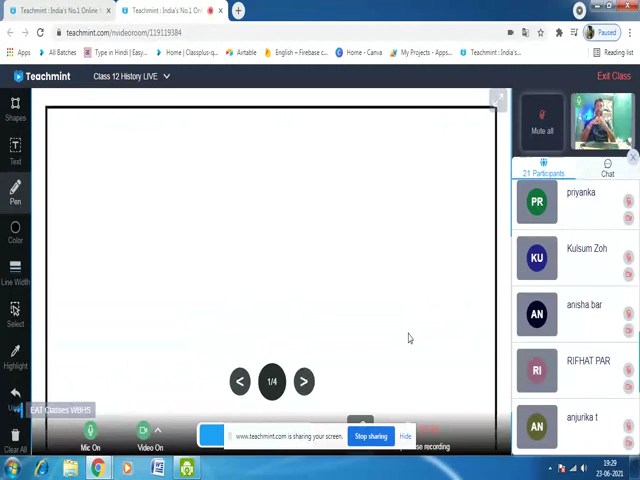 Teachmint : India's No.1 Online
Teachmint : India's No.1 Onl
teachmint.com/nvideoroom/119119384
Paused
Apps
All Batches
Type in Hindi | Easy...
Home | Classplus-q...
Airtable
English – Firebase c...
Home - Canva
My Projects - Apps...
Teachmint : India's...
Reading list
Teachmint
Class 12 History LIVE
Exit Class
Shapes
Text
Pen
Color
Line Width
Select
Highlight
Clear All
Mute all
21 Participants
Chat
PR priyanka
KU Kulsum Zoh
AN anisha bar
RI RIFHAT PAR
AN anjurika t
< 1/4 >
EAT Classes WBHS
Mic On
Video On
www.teachmint.com is sharing your screen.
Stop sharing
Hide
se recording
19:29
23-06-2021